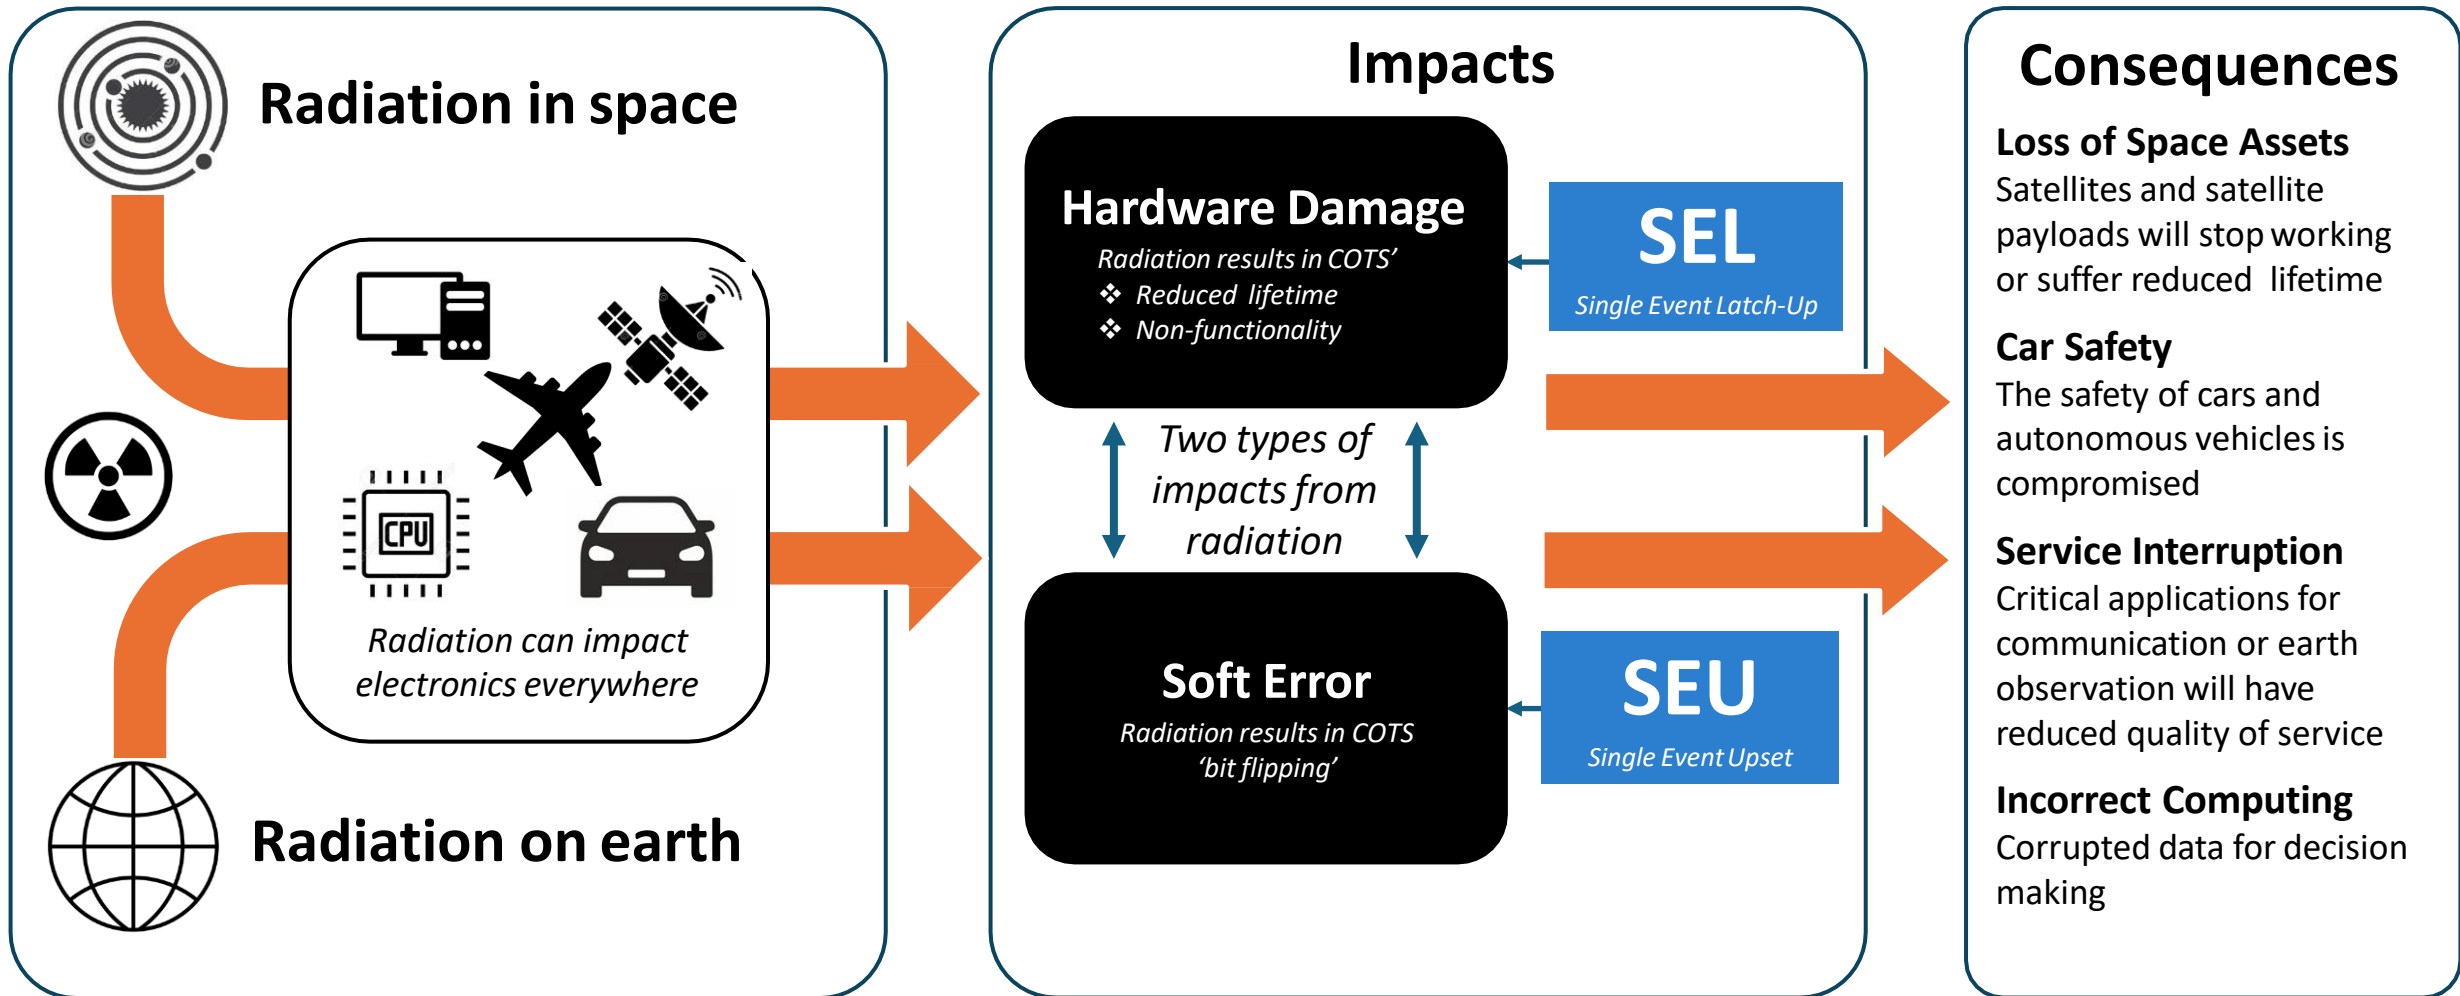 Radiation in space
CPU
Radiation can impact
electronics everywhere
Radiation on earth
Impacts
Hardware Damage
Radiation results in COTS’
❖ Reduced lifetime
❖ Non-functionality
SEL
Single Event Latch-Up
Two types of
impacts from
radiation
Soft Error
Radiation results in COTS
‘bit flipping’
SEU
Single Event Upset
Consequences
Loss of Space Assets
Satellites and satellite
payloads will stop working
or suffer reduced lifetime
Car Safety
The safety of cars and
autonomous vehicles is
compromised
Service Interruption
Critical applications for
communication or earth
observation will have
reduced quality of service
Incorrect Computing
Corrupted data for decision
making